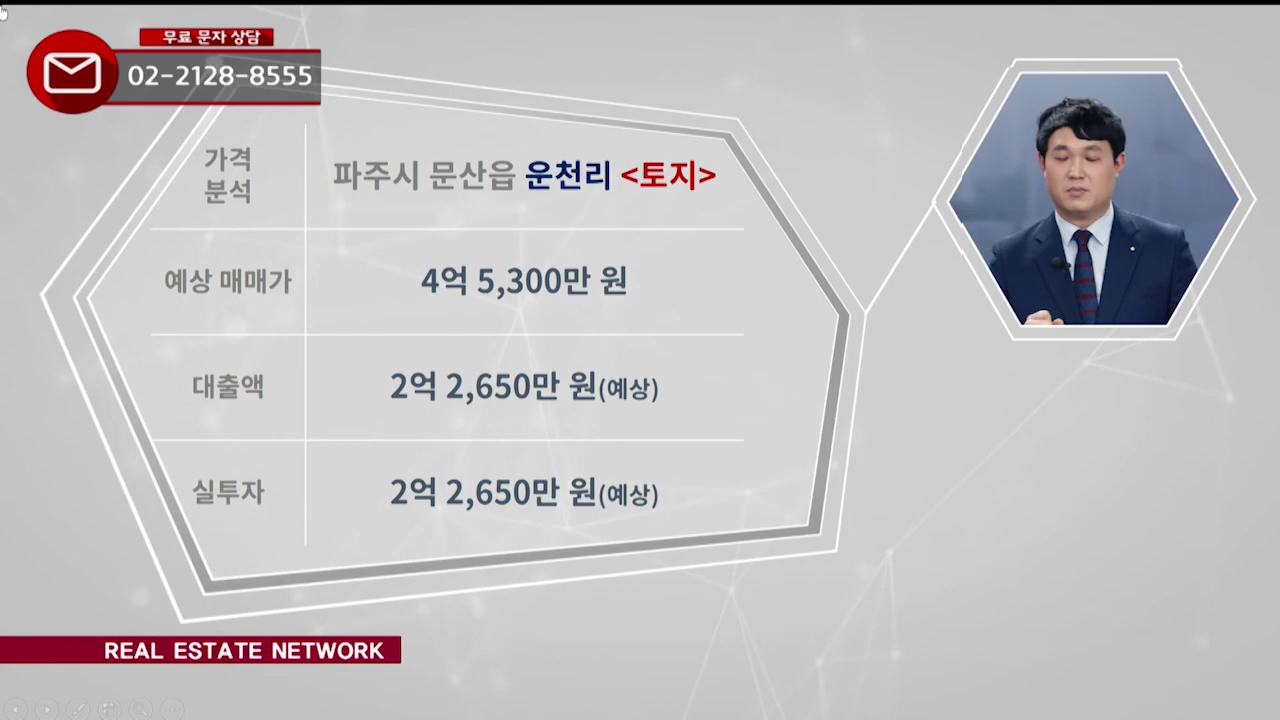 무료 문자 상담
02-2128-8555
가격
분석
파주시 문산읍 운천리 <토지>
예상 매매가
4억 5,300만 원
대출액
2억 2,650만 원(예상)
실투자
2억 2,650만 원(예상)
REAL ESTATE NETWORK